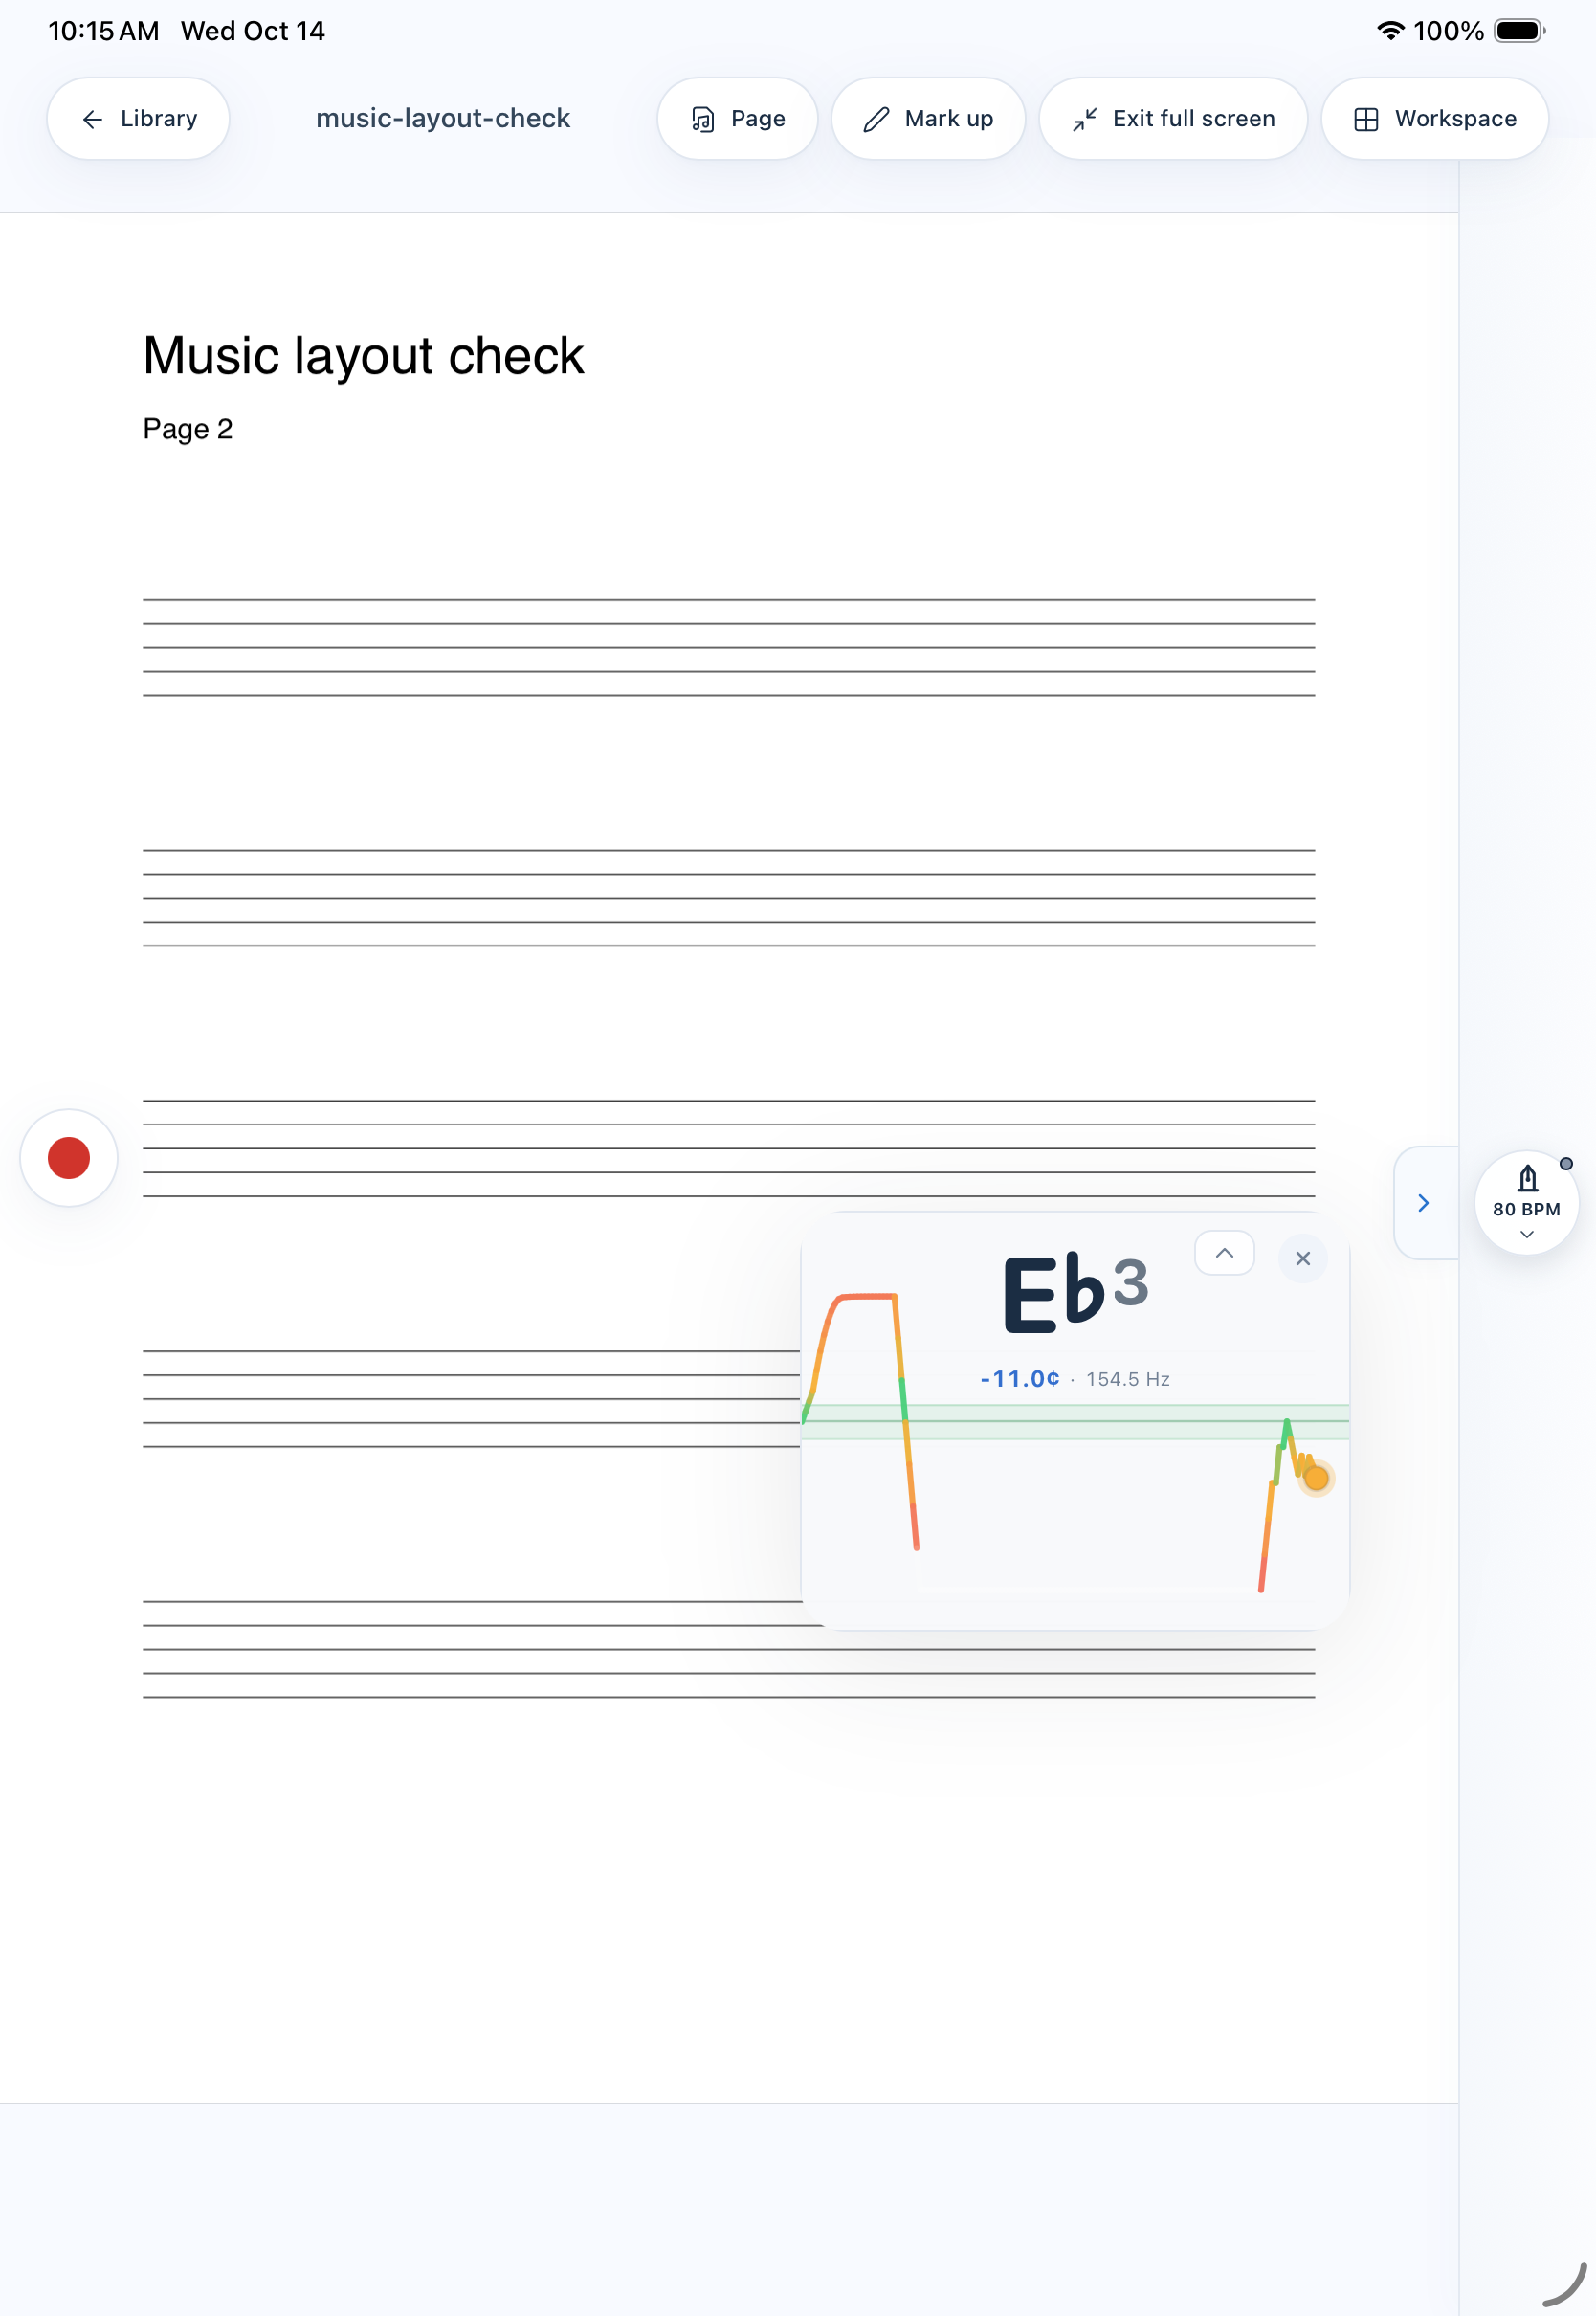 10:15 AM Wed Oct 14
100%
Library
music-layout-check
Page
Mark up
Exit full screen
Workspace
Music layout check
Page 2
80 BPM
E♭3
-11.0¢ · 154.5 Hz